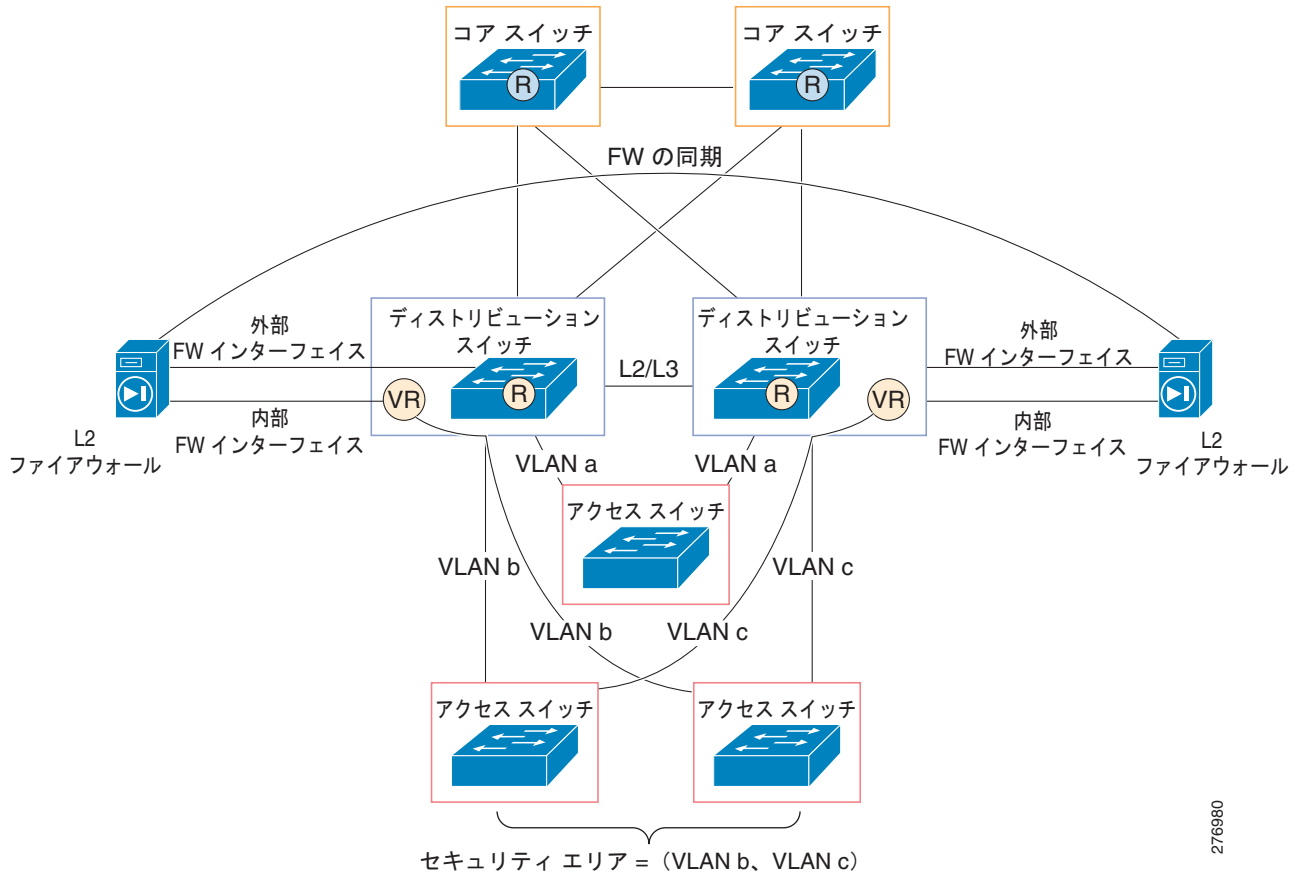 コア スイッチ
コア スイッチ
R
R
FW の同期
外部
FW インターフェイス
ディストリビューション
スイッチ
ディストリビューション
スイッチ
外部
FW インターフェイス
L2/L3
VR
R
R
VR
内部
FW インターフェイス
内部
FW インターフェイス
L2
ファイアウォール
L2
ファイアウォール
VLAN a
VLAN a
アクセス スイッチ
VLAN b
VLAN c
VLAN b
VLAN c
アクセス スイッチ
アクセス スイッチ
セキュリティ エリア = （VLAN b、VLAN c）
276980